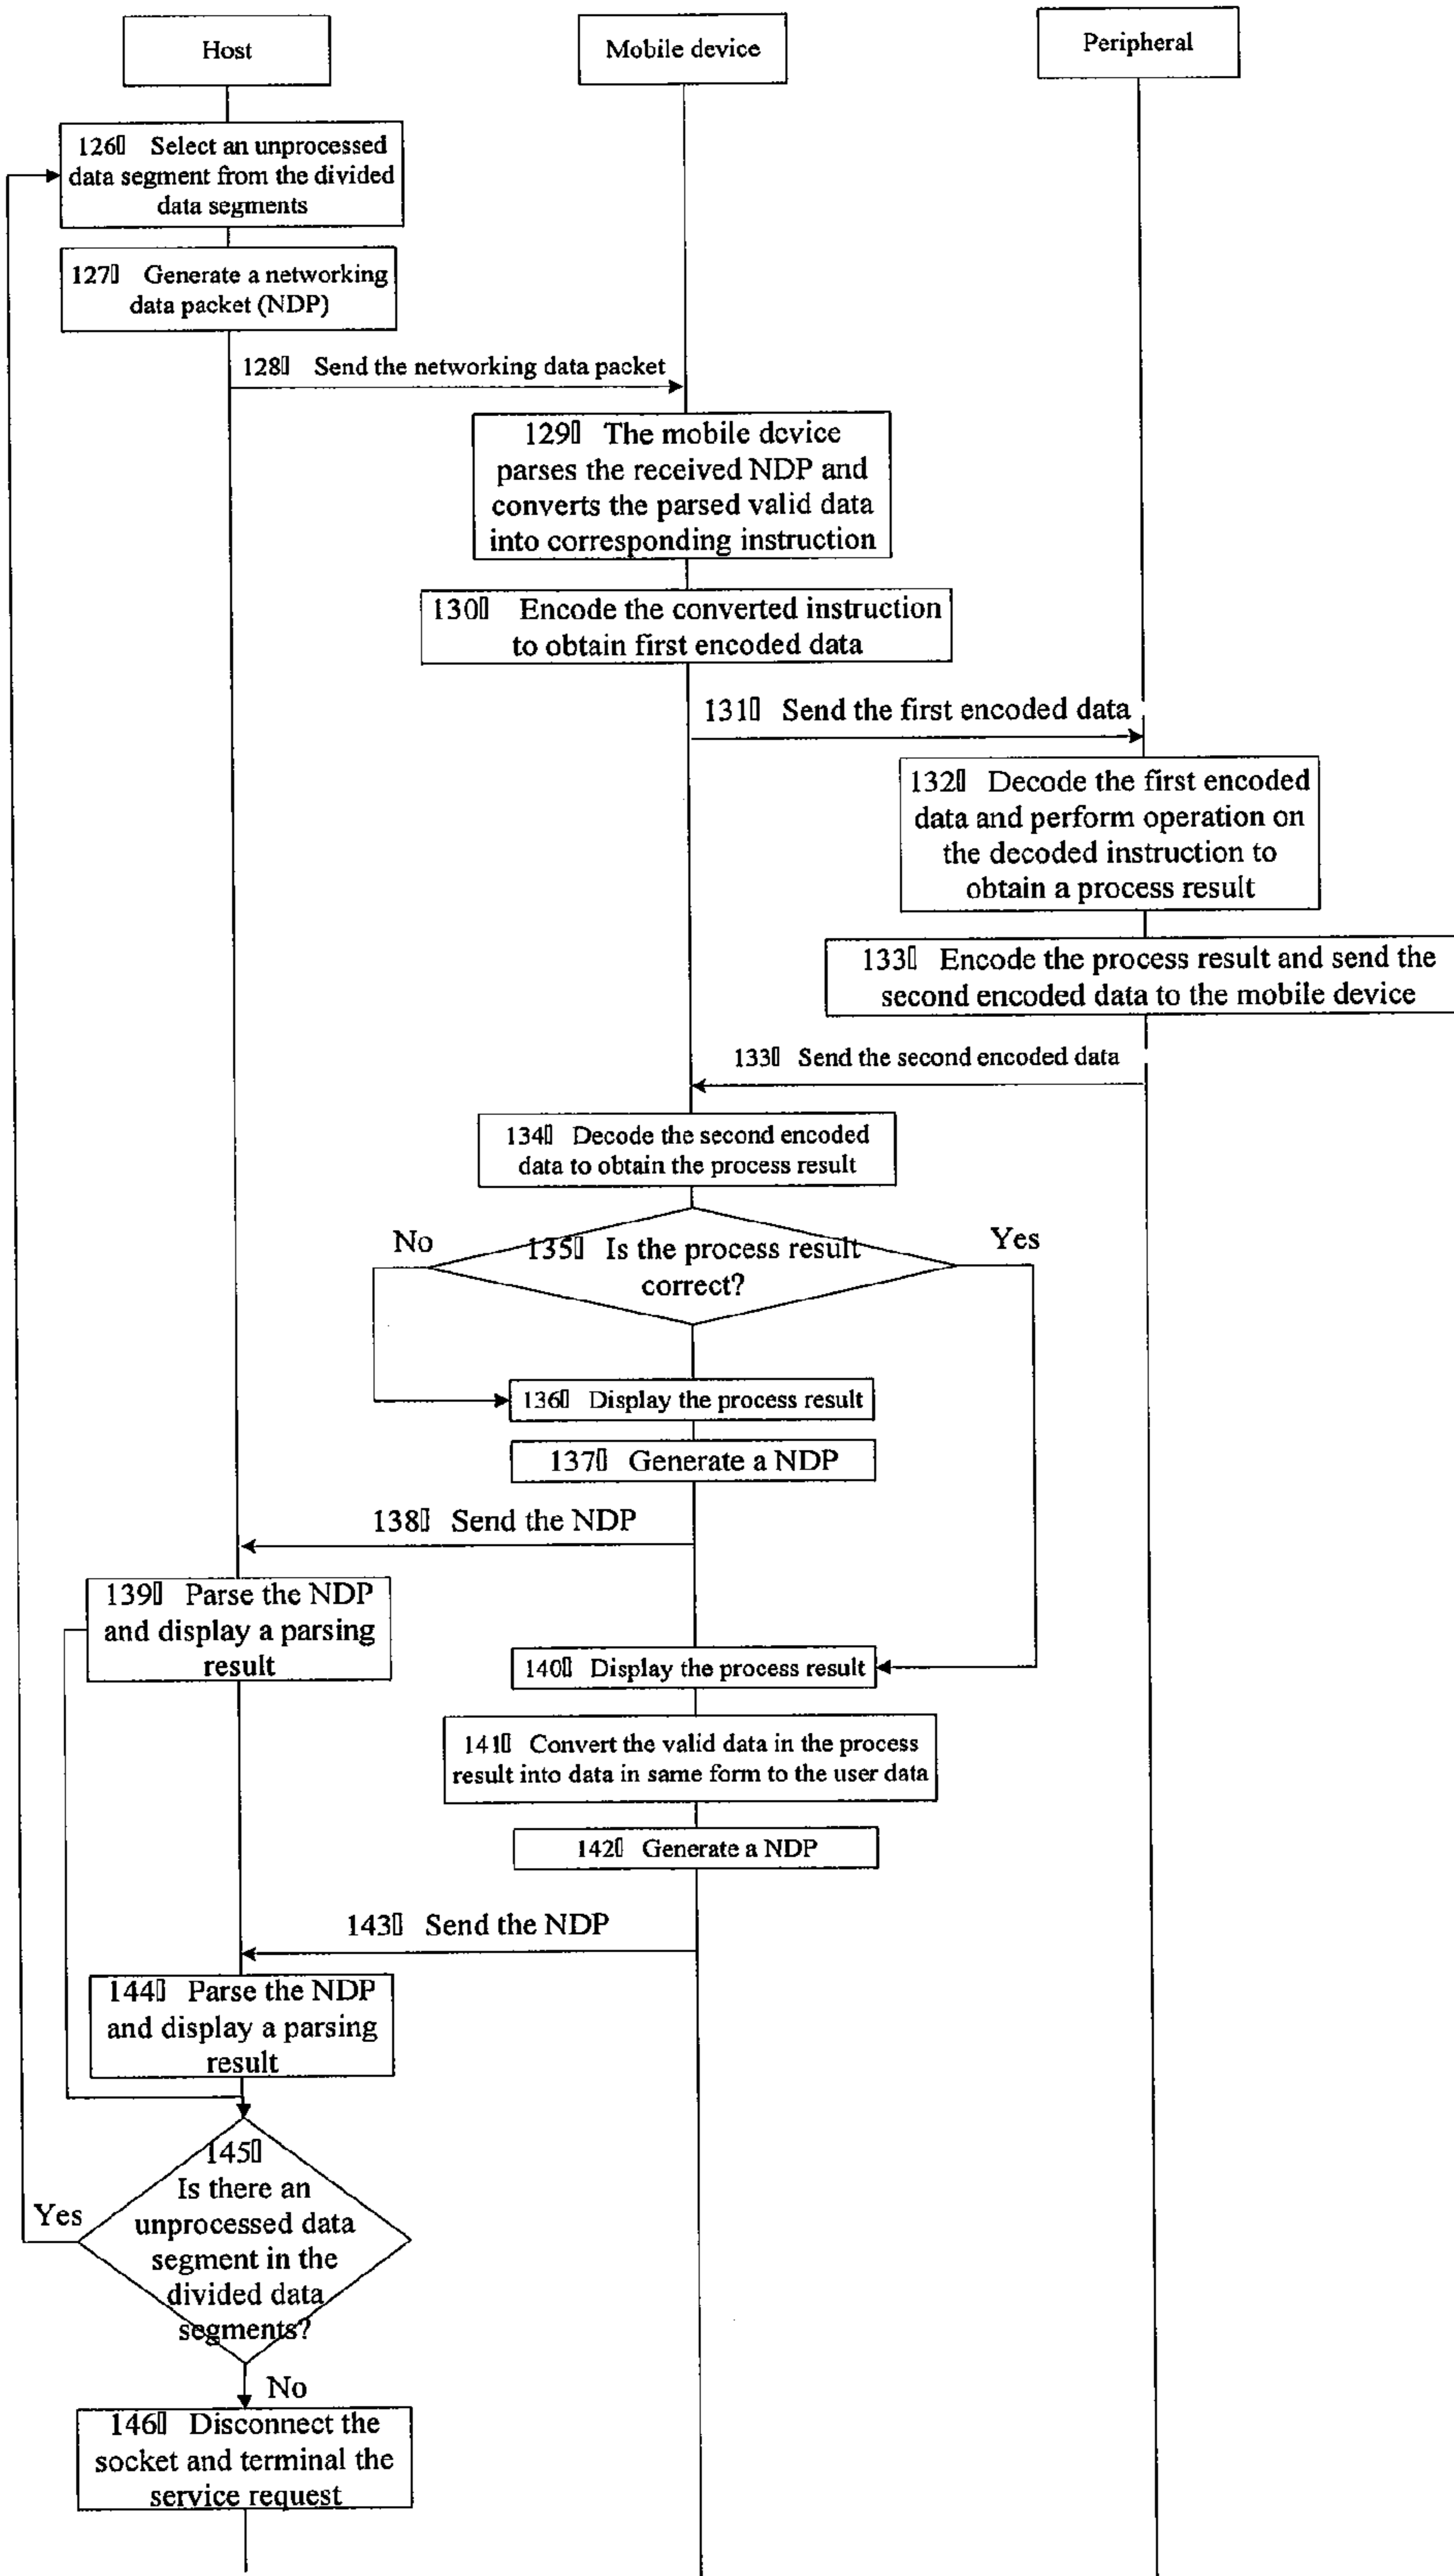 Host
Mobile device
Peripheral
126▯ Select an unprocessed
data segment from the divided
data segments
127▯ Generate a networking
data packet (NDP)
128▯ Send the networking data packet
129▯ The mobile device
parses the received NDP and
converts the parsed valid data
into corresponding instruction
130▯ Encode the converted instruction
to obtain first encoded data
131▯ Send the first encoded data
132▯ Decode the first encoded
data and perform operation on
the decoded instruction to
obtain a process result
133▯ Encode the process result and send the
second encoded data to the mobile device
133▯ Send the second encoded data
134▯ Decode the second encoded
data to obtain the process result
No
135▯ Is the process result
correct?
Yes
136▯ Display the process result
137▯ Generate a NDP
138▯ Send the NDP
139▯ Parse the NDP
and display a parsing
result
140▯ Display the process result
141▯ Convert the valid data in the process
result into data in same form to the user data
142▯ Generate a NDP
143▯ Send the NDP
144▯ Parse the NDP
and display a parsing
result
145▯
Is there an
unprocessed data
segment in the
divided data
segments?
Yes
No
146▯ Disconnect the
socket and terminal the
service request